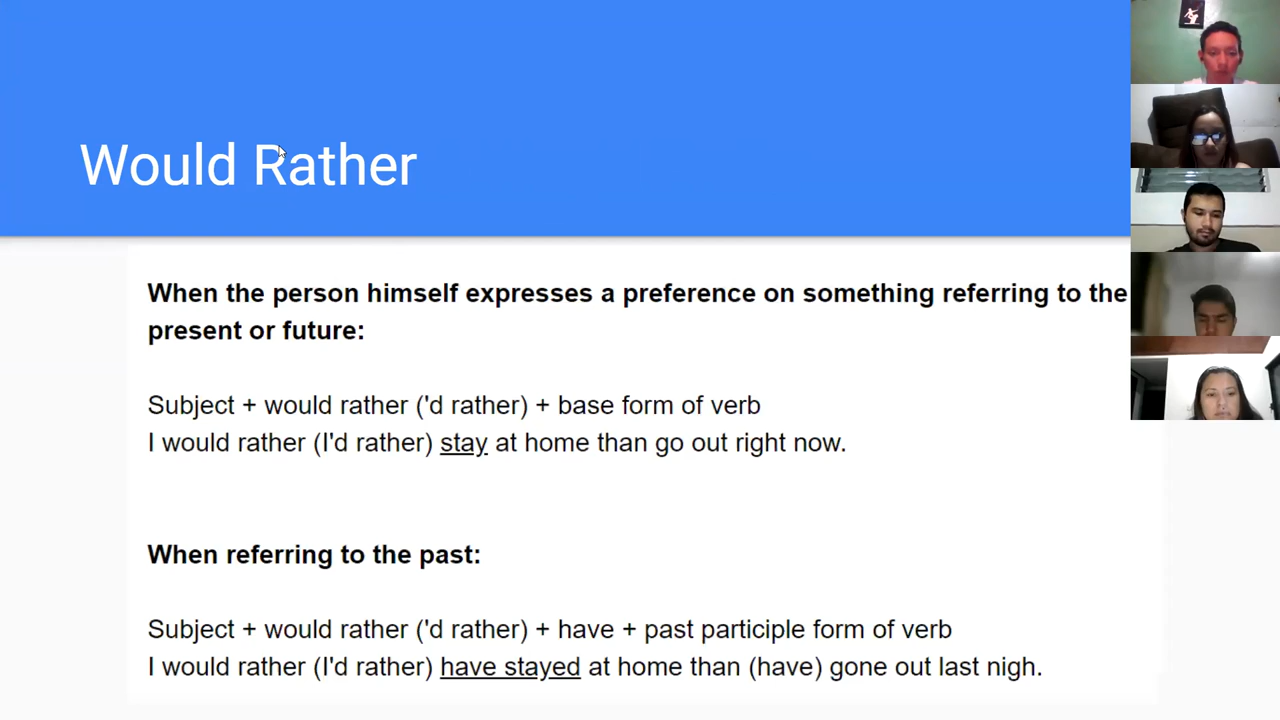 Would Rather
When the person himself expresses a preference on something referring to the
present or future:
Subject + would rather ('d rather) + base form of verb
I would rather (I'd rather) stay at home than go out right now.
When referring to the past:
Subject + would rather ('d rather) + have + past participle form of verb
I would rather (I'd rather) have stayed at home than (have) gone out last nigh.